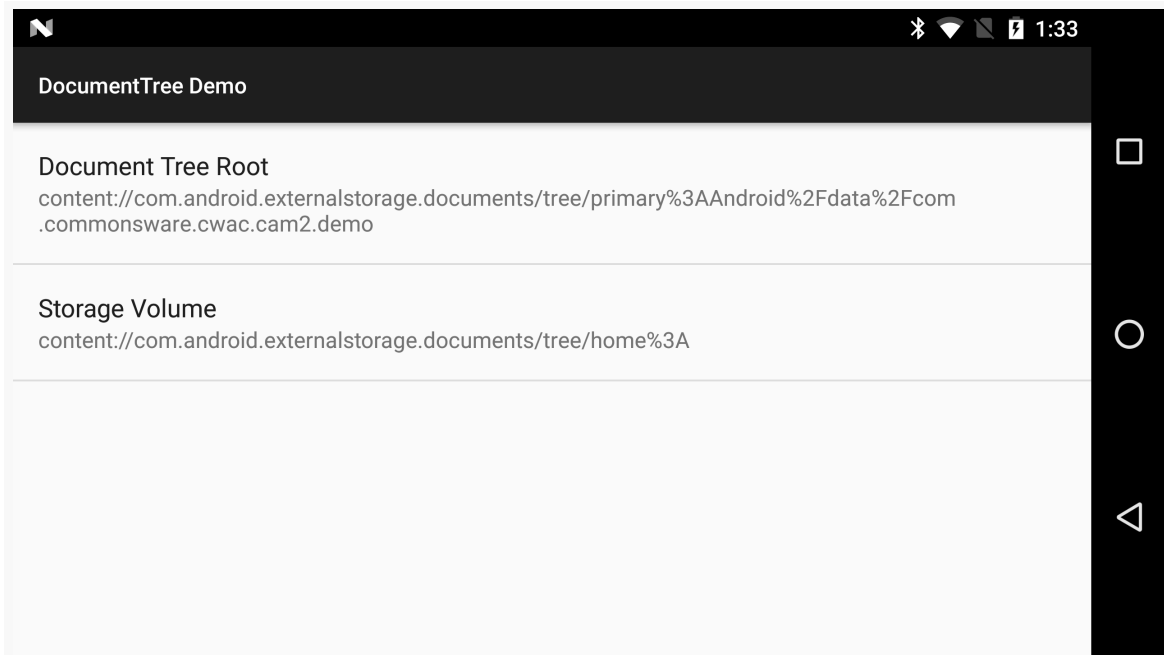 1:33
DocumentTree Demo
Document Tree Root
content://com.android.externalstorage.documents/tree/primary%3AAndroid%2Fdata%2Fcom
.commonsware.cwac.cam2.demo
Storage Volume
content://com.android.externalstorage.documents/tree/home%3A